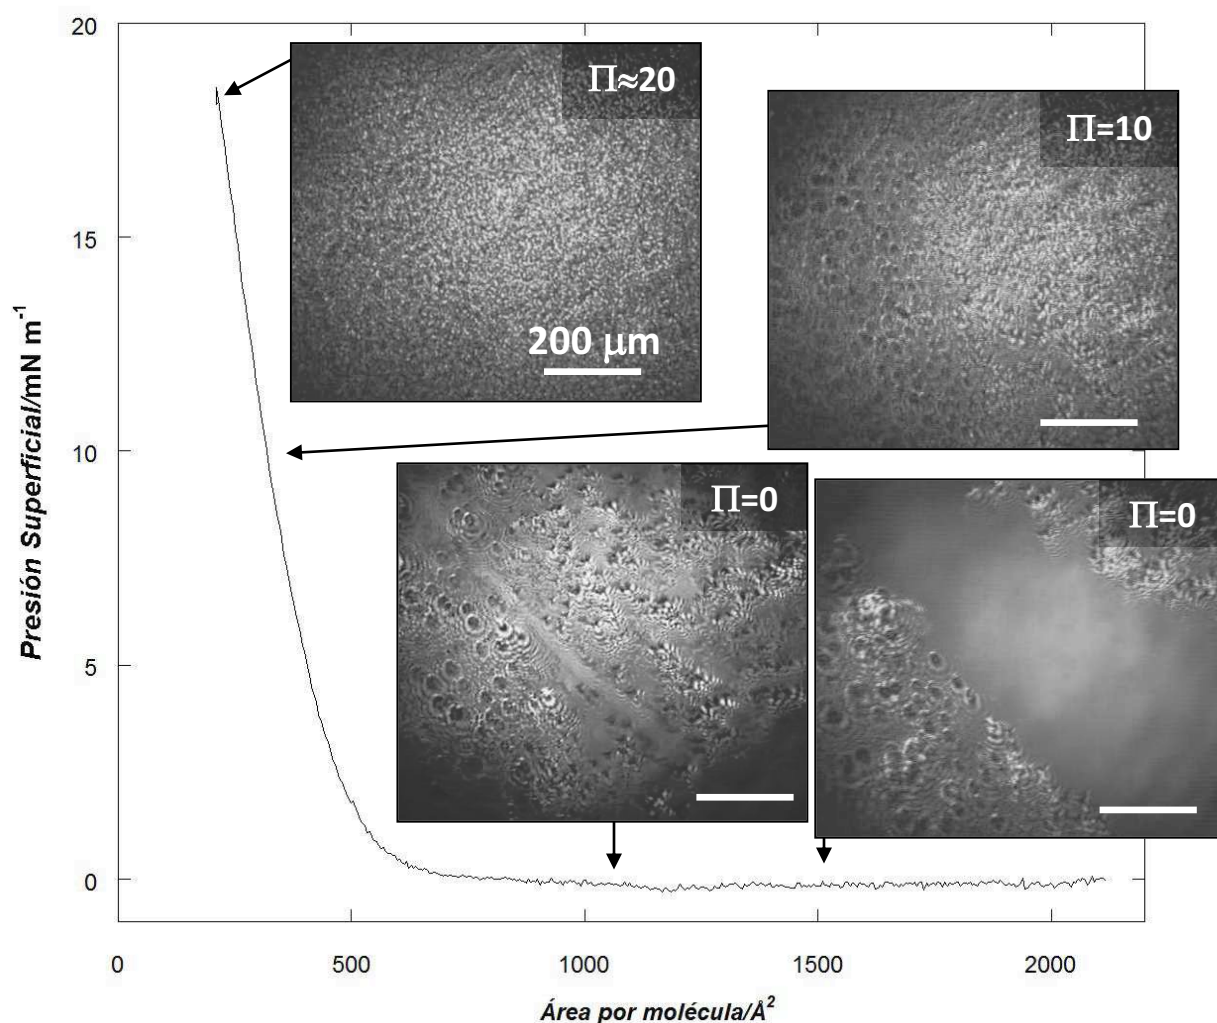 20
15
10
5
0
Presión Superficial/mN m⁻¹
Π≈20
200 μm
Π=10
Π=0
Π=0
0
500
1000
1500
2000
Área por molécula/Å²